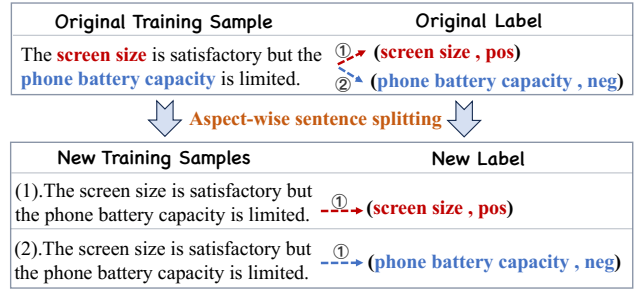 Original Training Sample
Original Label
The screen size is satisfactory but the
phone battery capacity is limited.
① (screen size , pos)
② (phone battery capacity , neg)
Aspect-wise sentence splitting
New Training Samples
New Label
(1).The screen size is satisfactory but
the phone battery capacity is limited.
① (screen size , pos)
(2).The screen size is satisfactory but
the phone battery capacity is limited.
① (phone battery capacity , neg)